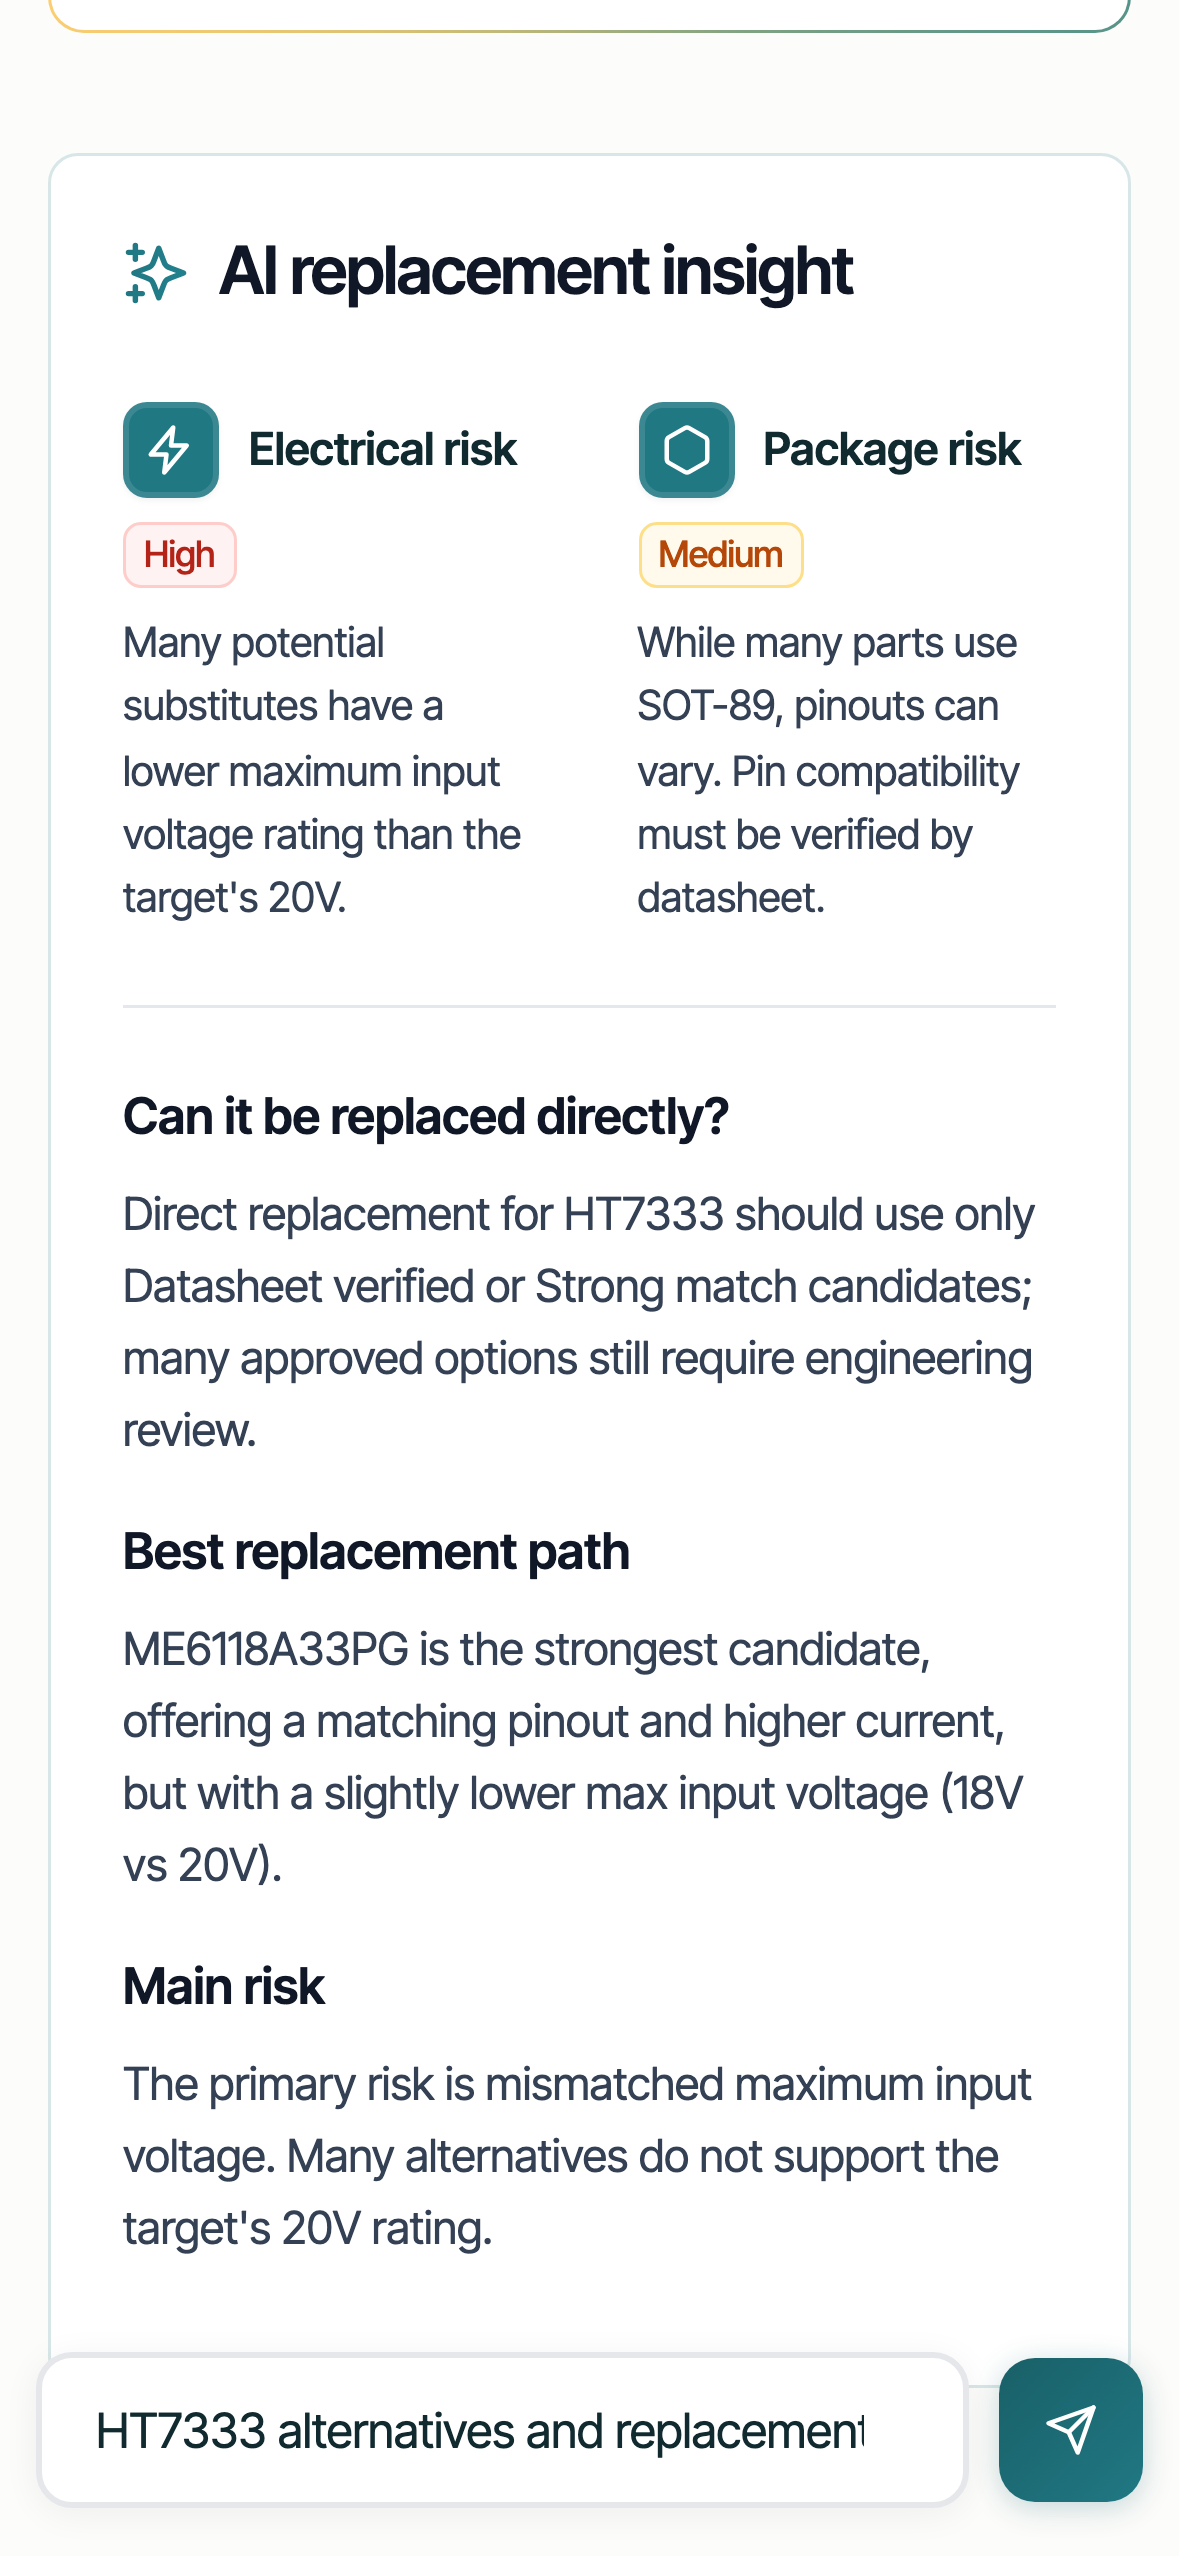 AI replacement insight
Electrical risk
High
Many potential
substitutes have a
lower maximum input
voltage rating than the
target's 20V.
Package risk
Medium
While many parts use
SOT-89, pinouts can
vary. Pin compatibility
must be verified by
datasheet.
Can it be replaced directly?
Direct replacement for HT7333 should use only
Datasheet verified or Strong match candidates;
many approved options still require engineering
review.
Best replacement path
ME6118A33PG is the strongest candidate,
offering a matching pinout and higher current,
but with a slightly lower max input voltage (18V
vs 20V).
Main risk
The primary risk is mismatched maximum input
voltage. Many alternatives do not support the
target's 20V rating.
HT7333 alternatives and replacement